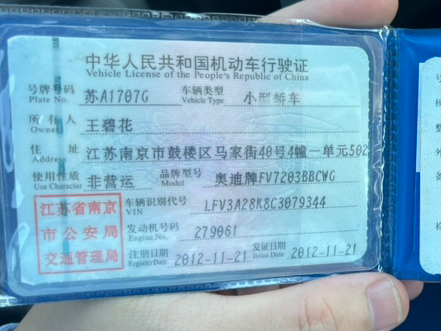 中华人民共和国机动车行驶证
Vehicle License of the People's Republic of China
号牌号码 苏A1707G 车辆类型 小型轿车
Plate No. Vehicle Type
所有人 王碧花
Owner
住址 江苏南京市鼓楼区马家街40号4幢一单元502
Address
使用性质 非营运 品牌型号 奥迪牌FV7203BBCWG
Use Character Model
江苏省南京 车辆识别代号 LFV3A28K8C3079344
VIN
市公安局 发动机号码 279061
Engine No.
交通管理局 注册日期 2012-11-21 发证日期 2012-11-21
Register Date Issue Date